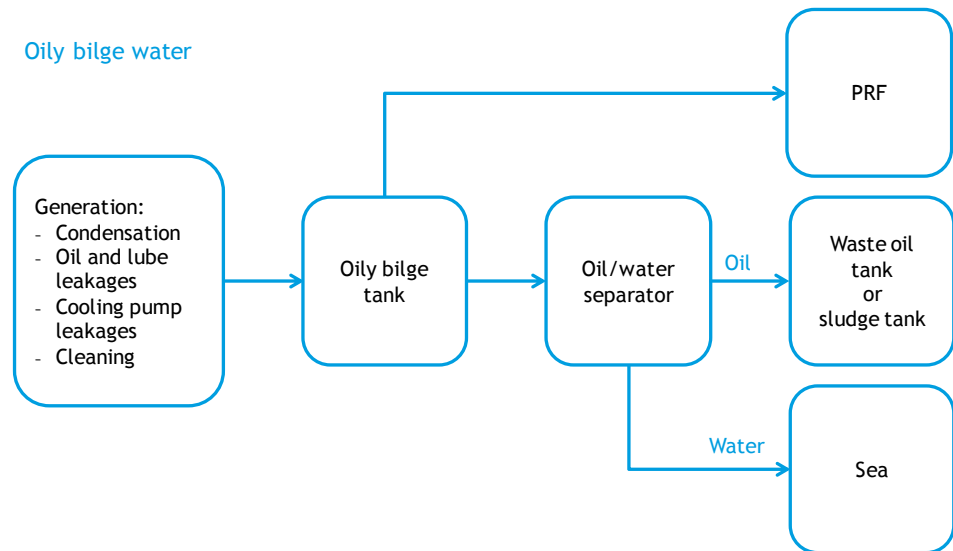 Oily bilge water
PRF
Generation:
- Condensation
- Oil and lube
leakages
- Cooling pump
leakages
- Cleaning
Oily bilge
tank
Oil/water
separator
Oil
Waste oil
tank
or
sludge tank
Water
Sea